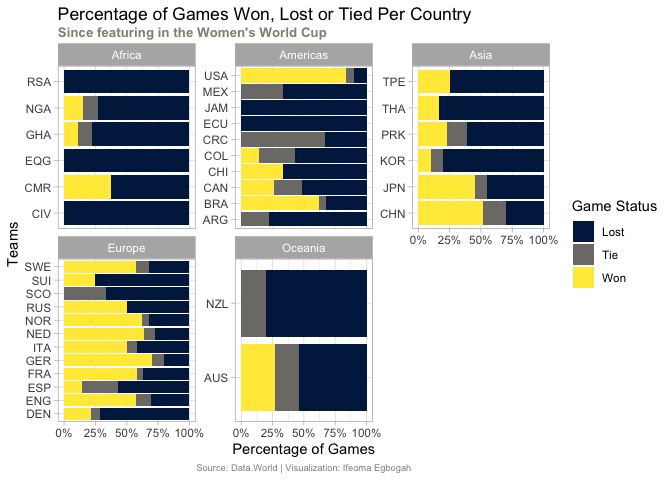 Percentage of Games Won, Lost or Tied Per Country
Since featuring in the Women's World Cup
Africa
RSA
NGA
GHA
EQG
CMR
CIV
Americas
USA
MEX
JAM
ECU
CRC
COL
CHI
CAN
BRA
ARG
Asia
TPE
THA
PRK
KOR
JPN
CHN
0% 25% 50% 75% 100%
Teams
Europe
SWE
SUI
SCO
RUS
NOR
NED
ITA
GER
FRA
ESP
ENG
DEN
0% 25% 50% 75% 100%
Oceania
NZL
AUS
0% 25% 50% 75% 100%
Percentage of Games
Game Status
Lost
Tie
Won
Source: Data.World | Visualization: Ifeoma Egbogah